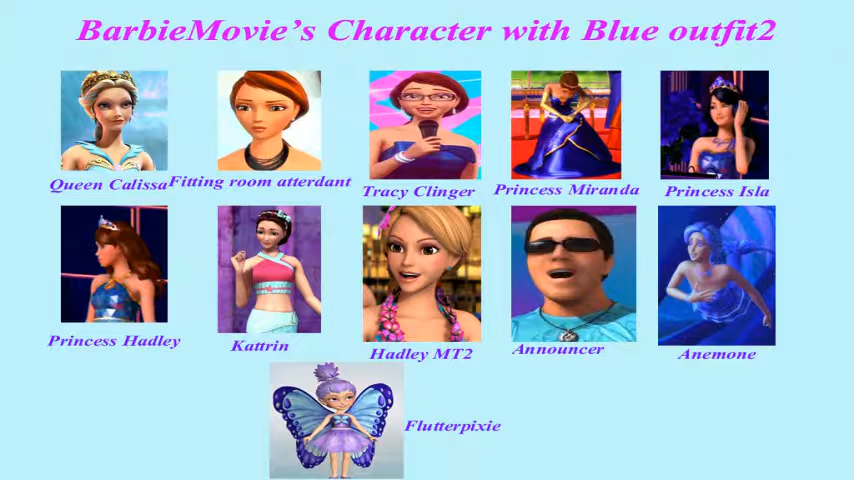 BarbieMovie’s Character with Blue outfit2
Queen Calissa
Fitting room atterdant
Tracy Clinger
Princess Miranda
Princess Isla
Princess Hadley
Kattrin
Hadley MT2
Announcer
Anemone
Flutterpixie